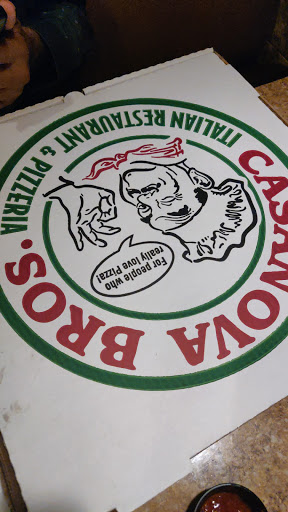 CASANOVA BROS.
ITALIAN RESTAURANT & PIZZERIA
For people who
really love Pizza!